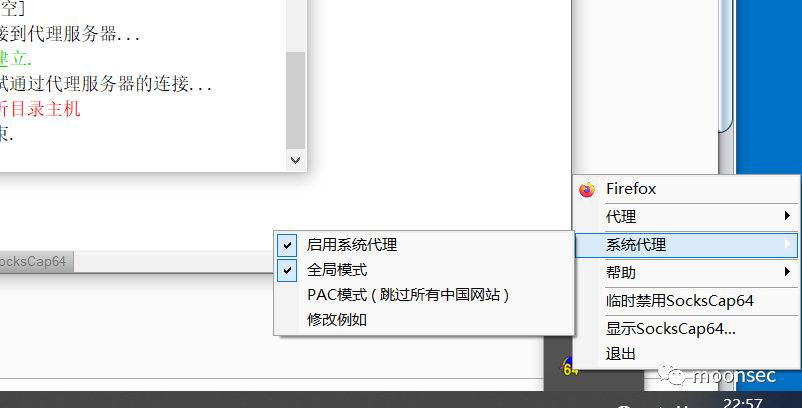 空]
接到代理服务器...
建立.
试通过代理服务器的连接...
析目录主机
束.
ocksCap64
Firefox
代理
系统代理
帮助
临时禁用SocksCap64
显示SocksCap64...
退出
启用系统代理
全局模式
PAC模式 ( 跳过所有中国网站 )
修改例如
64
moonsec
22:57